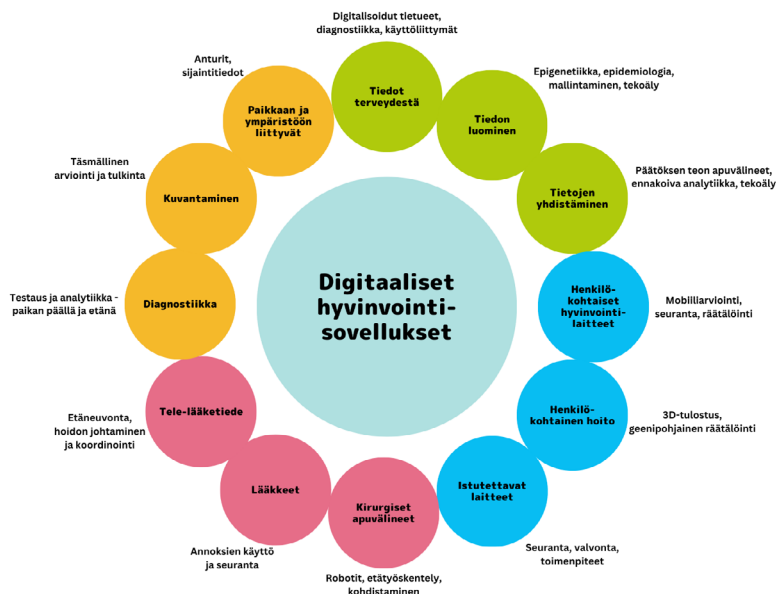 Digitalisoidut tietueet,
diagnostiikka, käyttöliittymät
Tiedot
terveydestä
Epigenetiikka, epidemiologia,
mallintaminen, tekoäly
Tiedon
luominen
Päätöksen teon apuvälineet,
ennakoiva analytiikka, tekoäly
Tietojen
yhdistäminen
Henkilö-
kohtaiset
hyvinvointi-
laitteet
Mobiiliarviointi,
seuranta, räätälöinti
Henkilö-
kohtainen hoito
3D-tulostus,
geenipohjainen räätälöinti
Istutettavat
laitteet
Seuranta, valvonta,
toimenpiteet
Kirurgiset
apuvälineet
Robotit, etätyöskentely,
kohdistaminen
Lääkkeet
Annoksien käyttö
ja seuranta
Tele-lääketiede
Etäneuvonta,
hoidon johtaminen
ja koordinointi
Diagnostiikka
Testaus ja analytiikka -
paikan päällä ja etänä
Kuvantaminen
Täsmällinen
arviointi ja tulkinta
Paikkaan ja
ympäristöön
liittyvät
Anturit,
sijaintitiedot
Digitaaliset
hyvinvointi-
sovellukset